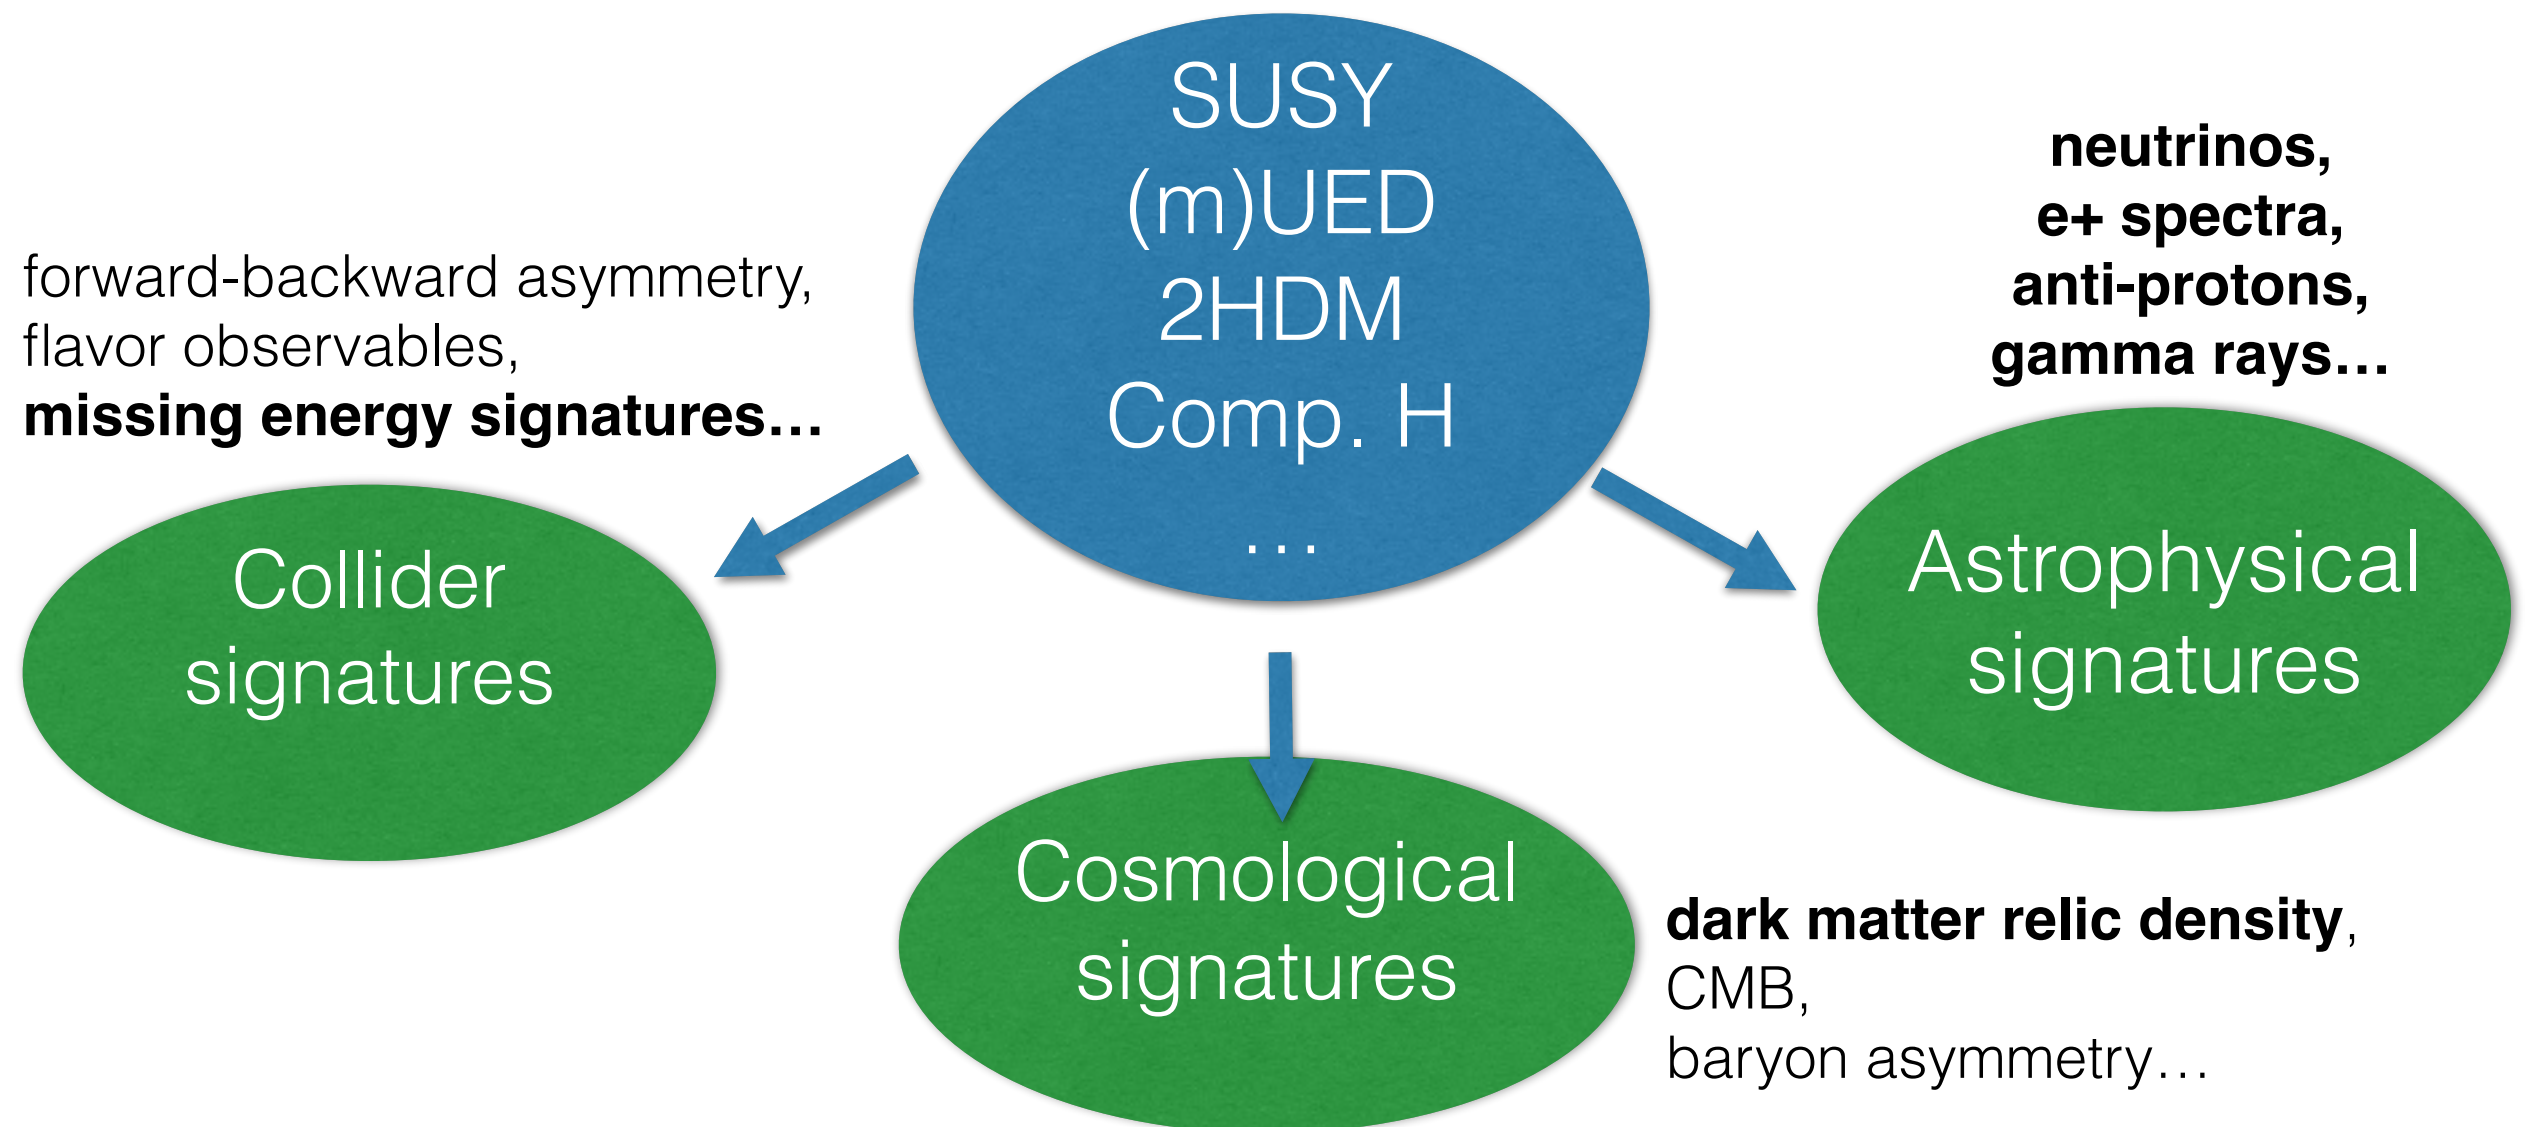 SUSY
(m)UED
2HDM
Comp. H
…
forward-backward asymmetry,
flavor observables,
missing energy signatures…
Collider
signatures
neutrinos,
e+ spectra,
anti-protons,
gamma rays…
Astrophysical
signatures
Cosmological
signatures
dark matter relic density,
CMB,
baryon asymmetry…